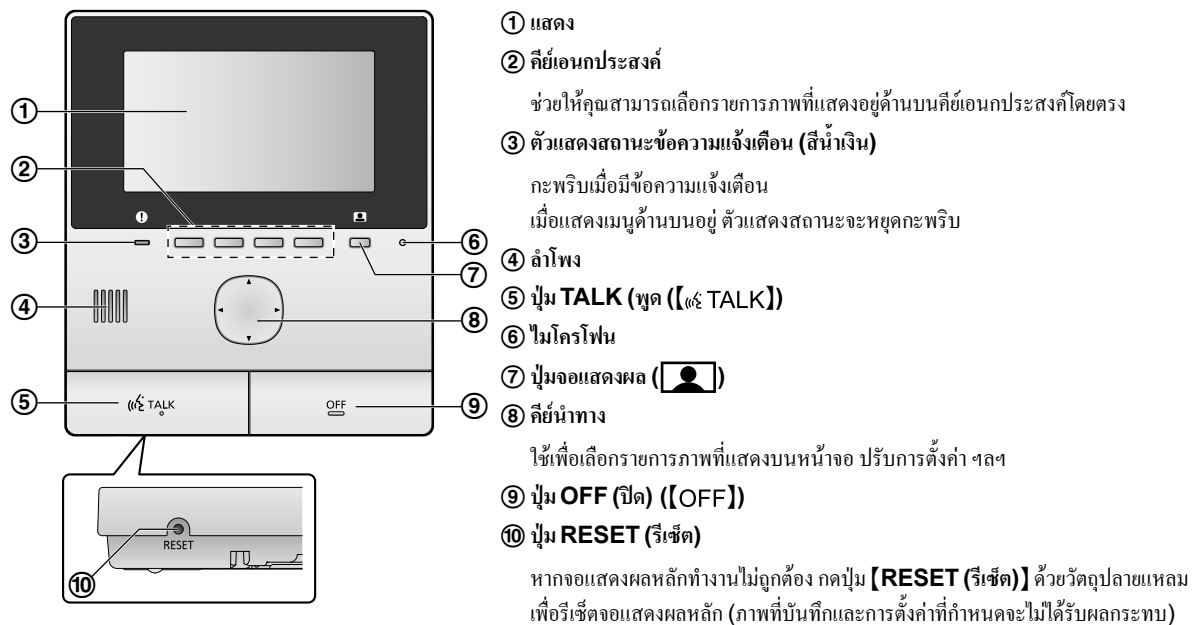 ① แสดง
② คีย์เอนกประสงค์
ช่วยให้คุณสามารถเลือกรายการภาพที่แสดงอยู่ด้านบนคีย์เอนกประสงค์โดยตรง
③ ตัวแสดงสถานะข้อความแจ้งเตือน (สีน้ำเงิน)
กะพริบเมื่อมีข้อความแจ้งเตือน
เมื่อแสดงเมนูด้านบนอยู่ ตัวแสดงสถานะจะหยุดกะพริบ
④ ลำโพง
⑤ ปุ่ม TALK (พูด (【TALK】)
⑥ ไมโครโฟน
⑦ ปุ่มจอแสดงผล ( )
⑧ คีย์นำทาง
ใช้เพื่อเลือกรายการภาพที่แสดงบนหน้าจอ ปรับการตั้งค่า ฯลฯ
⑨ ปุ่ม OFF (ปิด) (【OFF】)
⑩ ปุ่ม RESET (รีเซ็ต)
หากจอแสดงผลหลักทำงานไม่ถูกต้อง กดปุ่ม【RESET (รีเซ็ต)】ด้วยวัตถุปลายแหลม
เพื่อรีเซ็ตจอแสดงผลหลัก (ภาพที่บันทึกและการตั้งค่าที่กำหนดจะไม่ได้รับผลกระทบ)
①
②
③
④
⑤
⑥
⑦
⑧
⑨
⑩
TALK
OFF
RESET